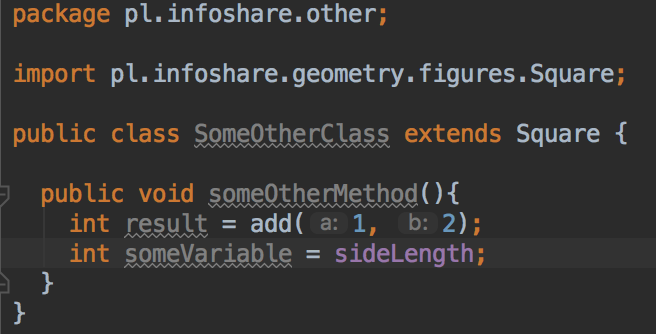 package pl.infoshare.other;
import pl.infoshare.geometry.figures.Square;
public class SomeOtherClass extends Square {
public void someOtherMethod(){
int result = add( a: 1, b: 2);
int someVariable = sideLength;
}
}